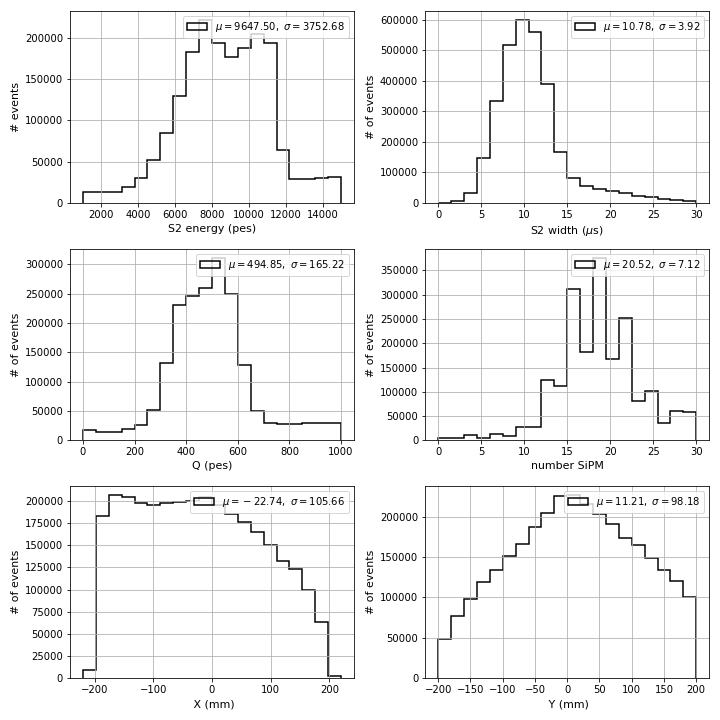 μ = 9647.50, σ = 3752.68
# events
200000
150000
100000
50000
0
2000 4000 6000 8000 10000 12000 14000
S2 energy (pes)
μ = 10.78, σ = 3.92
# of events
600000
500000
400000
300000
200000
100000
0
0 5 10 15 20 25 30
S2 width (μs)
μ = 494.85, σ = 165.22
# of events
300000
250000
200000
150000
100000
50000
0
0 200 400 600 800 1000
Q (pes)
μ = 20.52, σ = 7.12
# of events
350000
300000
250000
200000
150000
100000
50000
0
0 5 10 15 20 25 30
number SiPM
μ = −22.74, σ = 105.66
# of events
200000
175000
150000
125000
100000
75000
50000
25000
0
−200 −100 0 100 200
X (mm)
μ = 11.21, σ = 98.18
# of events
200000
150000
100000
50000
0
−200 −150 −100 −50 0 50 100 150 200
Y (mm)